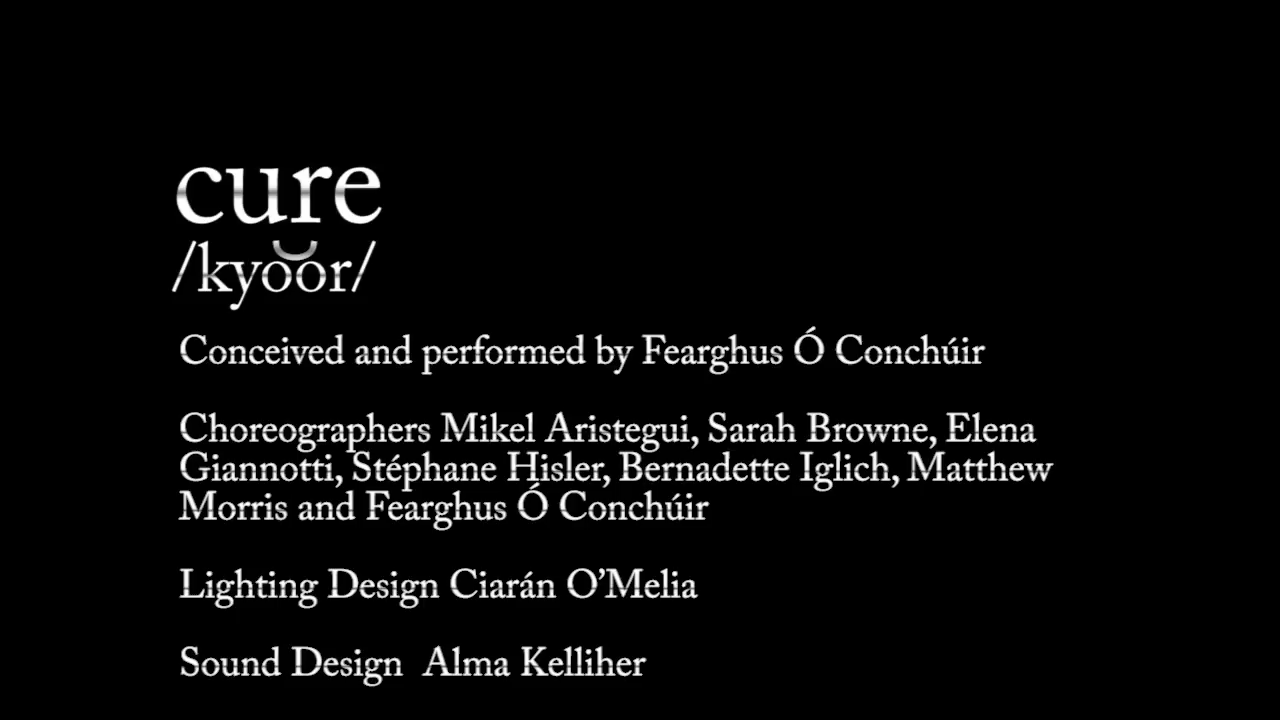 cure
/kyo͝or/
Conceived and performed by Fearghus Ó Conchúir
Choreographers Mikel Aristegui, Sarah Browne, Elena
Giannotti, Stéphane Hisler, Bernadette Iglich, Matthew
Morris and Fearghus Ó Conchúir
Lighting Design Ciarán O’Melia
Sound Design  Alma Kelliher